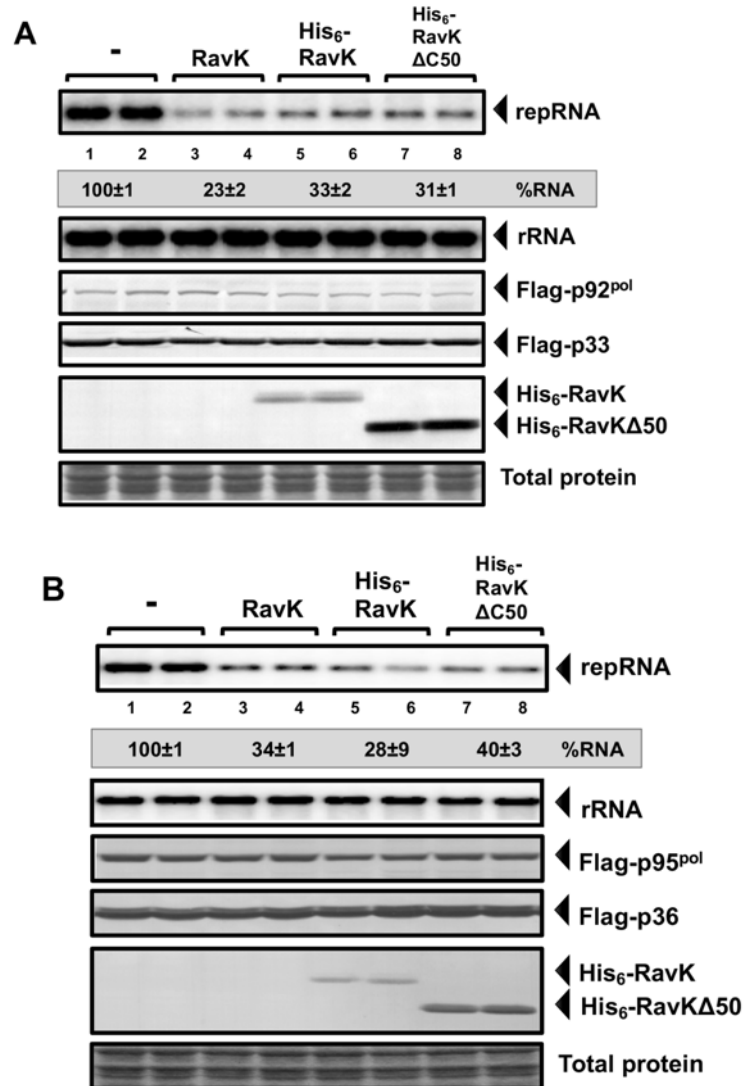 A
-
RavK
His₆-
RavK
His₆-
RavK
ΔC50
repRNA
1 2 3 4 5 6 7 8
100±1 23±2 33±2 31±1 %RNA
rRNA
Flag-p92ᵖᵒˡ
Flag-p33
His₆-RavK
His₆-RavKΔ50
Total protein
B
-
RavK
His₆-
RavK
His₆-
RavK
ΔC50
repRNA
1 2 3 4 5 6 7 8
100±1 34±1 28±9 40±3 %RNA
rRNA
Flag-p95ᵖᵒˡ
Flag-p36
His₆-RavK
His₆-RavKΔ50
Total protein